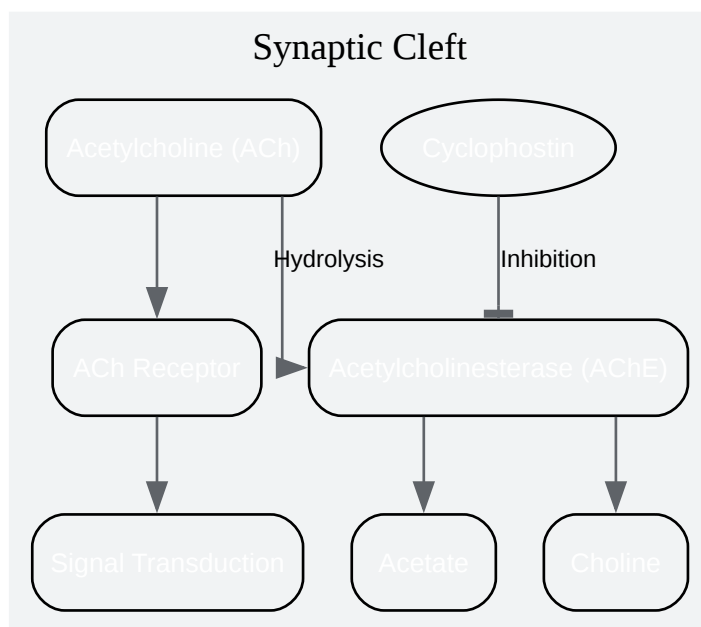 Synaptic Cleft
Acetylcholine (ACh)
Cyclophostin
Hydrolysis
Inhibition
ACh Receptor
Acetylcholinesterase (AChE)
Signal Transduction
Acetate
Choline